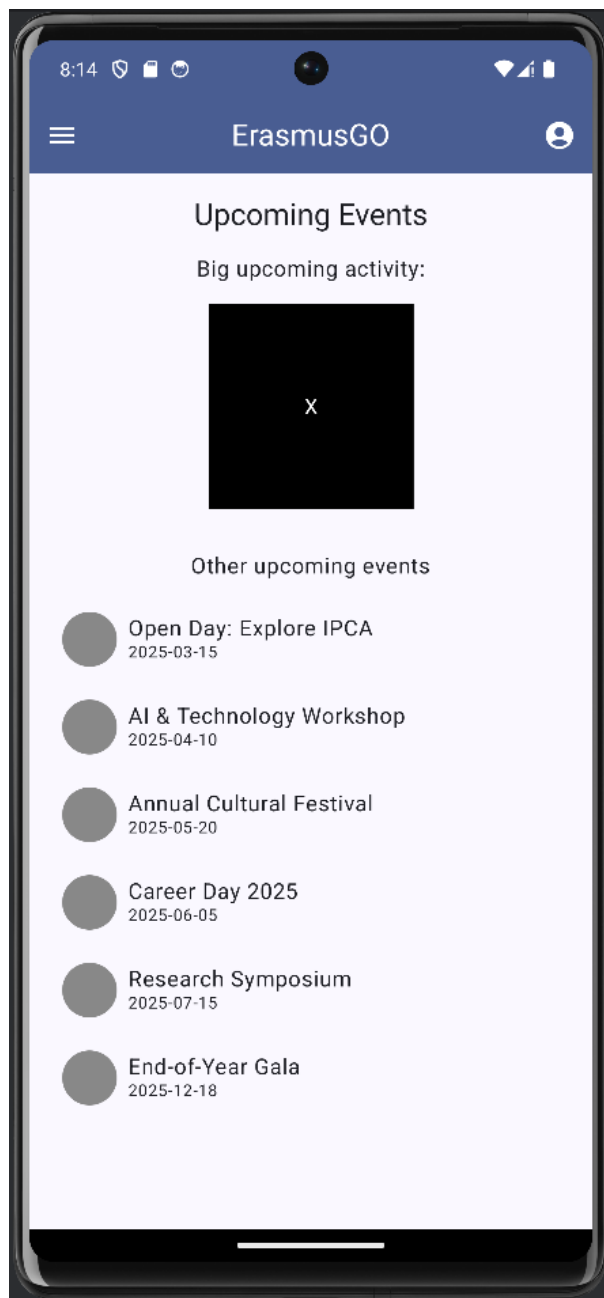 8:14
ErasmusGO
Upcoming Events
Big upcoming activity:
X
Other upcoming events
Open Day: Explore IPCA
2025-03-15
AI & Technology Workshop
2025-04-10
Annual Cultural Festival
2025-05-20
Career Day 2025
2025-06-05
Research Symposium
2025-07-15
End-of-Year Gala
2025-12-18